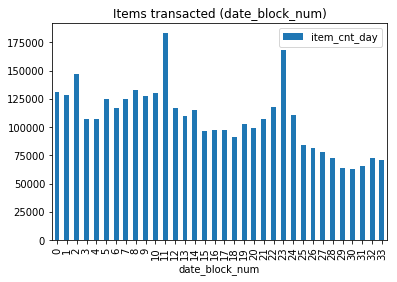 Items transacted (date_block_num)
item_cnt_day
175000
150000
125000
100000
75000
50000
25000
0
0 1 2 3 4 5 6 7 8 9 10 11 12 13 14 15 16 17 18 19 20 21 22 23 24 25 26 27 28 29 30 31 32 33
date_block_num